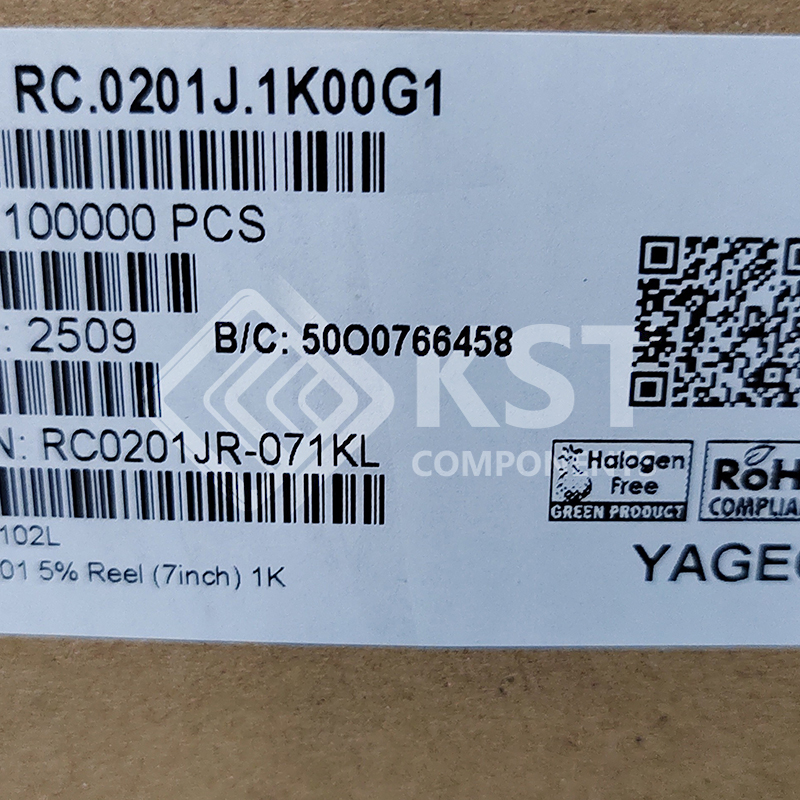 RC.0201J.1K00G1
100000 PCS
: 2509
B/C: 50O0766458
N: RC0201JR-071KL
102L
01 5% Reel (7inch) 1K
Halogen
Free
GREEN PRODUCT
RoH
COMPLIA
YAGE
KST
COMPONENTS